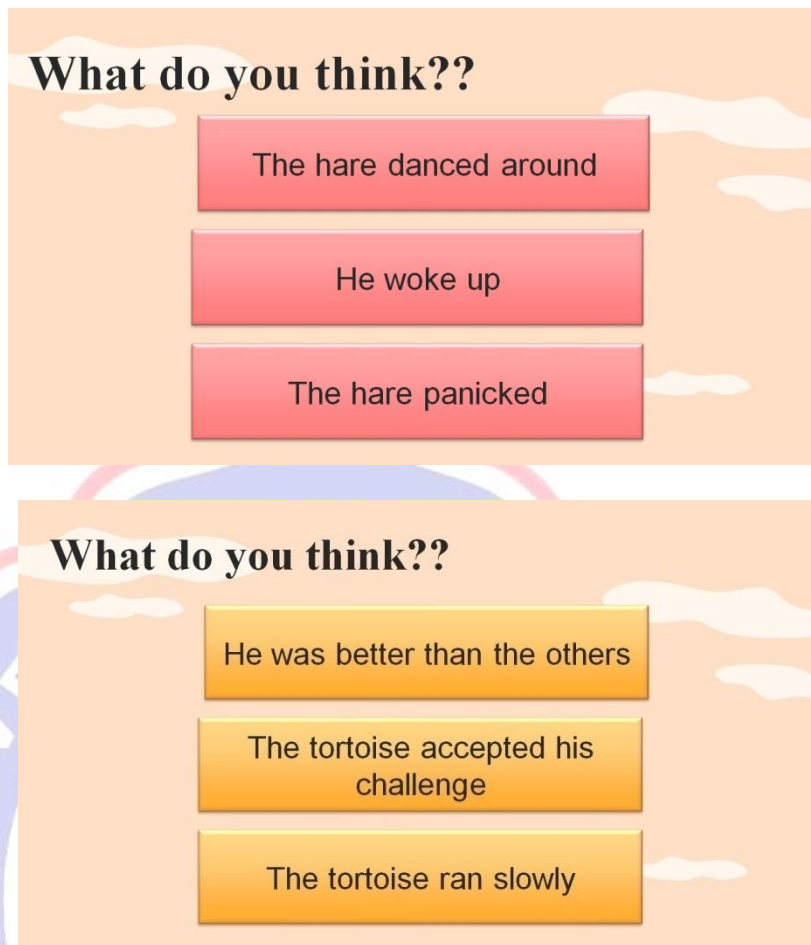 What do you think??
The hare danced around
He woke up
The hare panicked
What do you think??
He was better than the others
The tortoise accepted his
challenge
The tortoise ran slowly